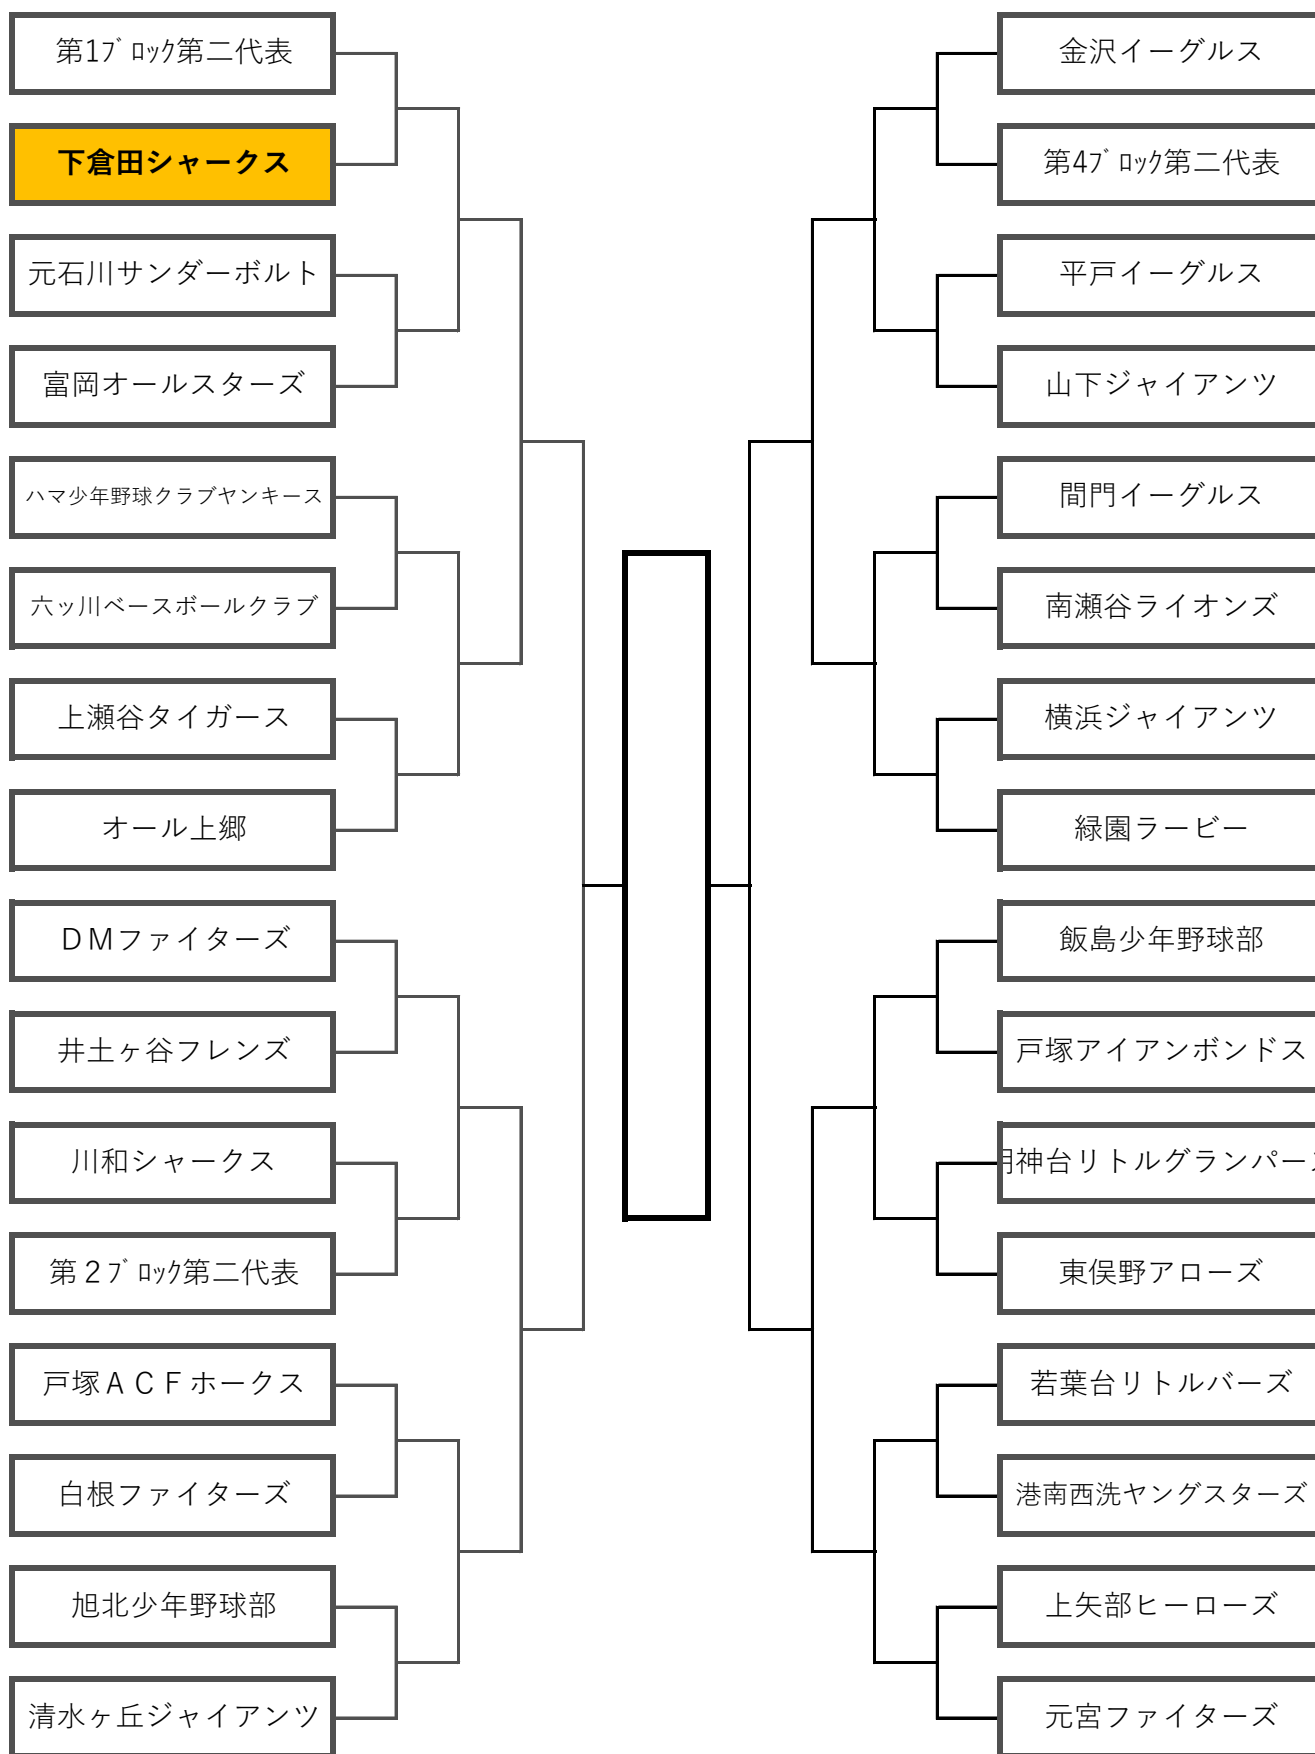 第1ﾌﾞﾛｯｸ第二代表
下倉田シャークス
元石川サンダーボルト
富岡オールスターズ
ハマ少年野球クラブヤンキース
六ッ川ベースボールクラブ
上瀬谷タイガース
オール上郷
ＤＭファイターズ
井土ヶ谷フレンズ
川和シャークス
第２ﾌﾞﾛｯｸ第二代表
戸塚ＡＣＦホークス
白根ファイターズ
旭北少年野球部
清水ヶ丘ジャイアンツ
金沢イーグルス
第4ﾌﾞﾛｯｸ第二代表
平戸イーグルス
山下ジャイアンツ
間門イーグルス
南瀬谷ライオンズ
横浜ジャイアンツ
緑園ラービー
飯島少年野球部
戸塚アイアンボンドス
神台リトルグランパー
東俣野アローズ
若葉台リトルバーズ
港南西洗ヤングスターズ
上矢部ヒーローズ
元宮ファイターズ